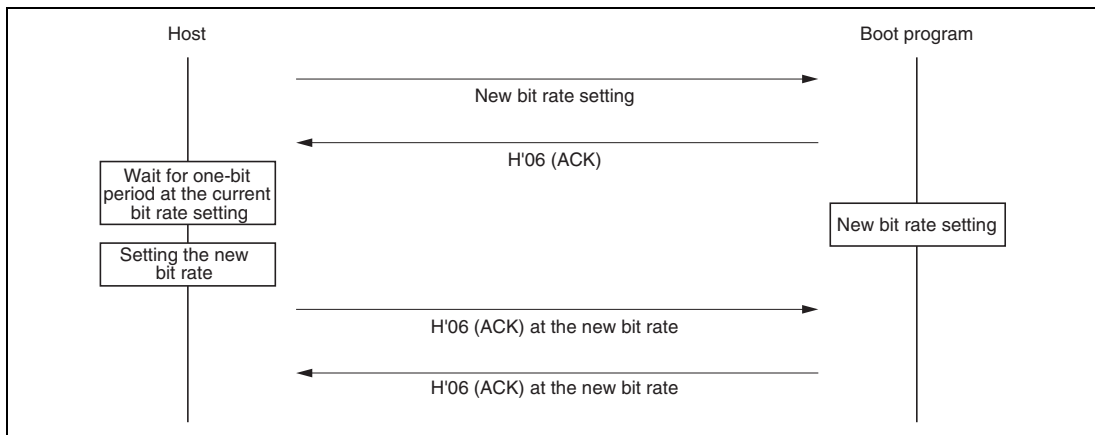 Host
Boot program
New bit rate setting
H'06 (ACK)
Wait for one-bit
period at the current
bit rate setting
New bit rate setting
Setting the new
bit rate
H'06 (ACK) at the new bit rate
H'06 (ACK) at the new bit rate